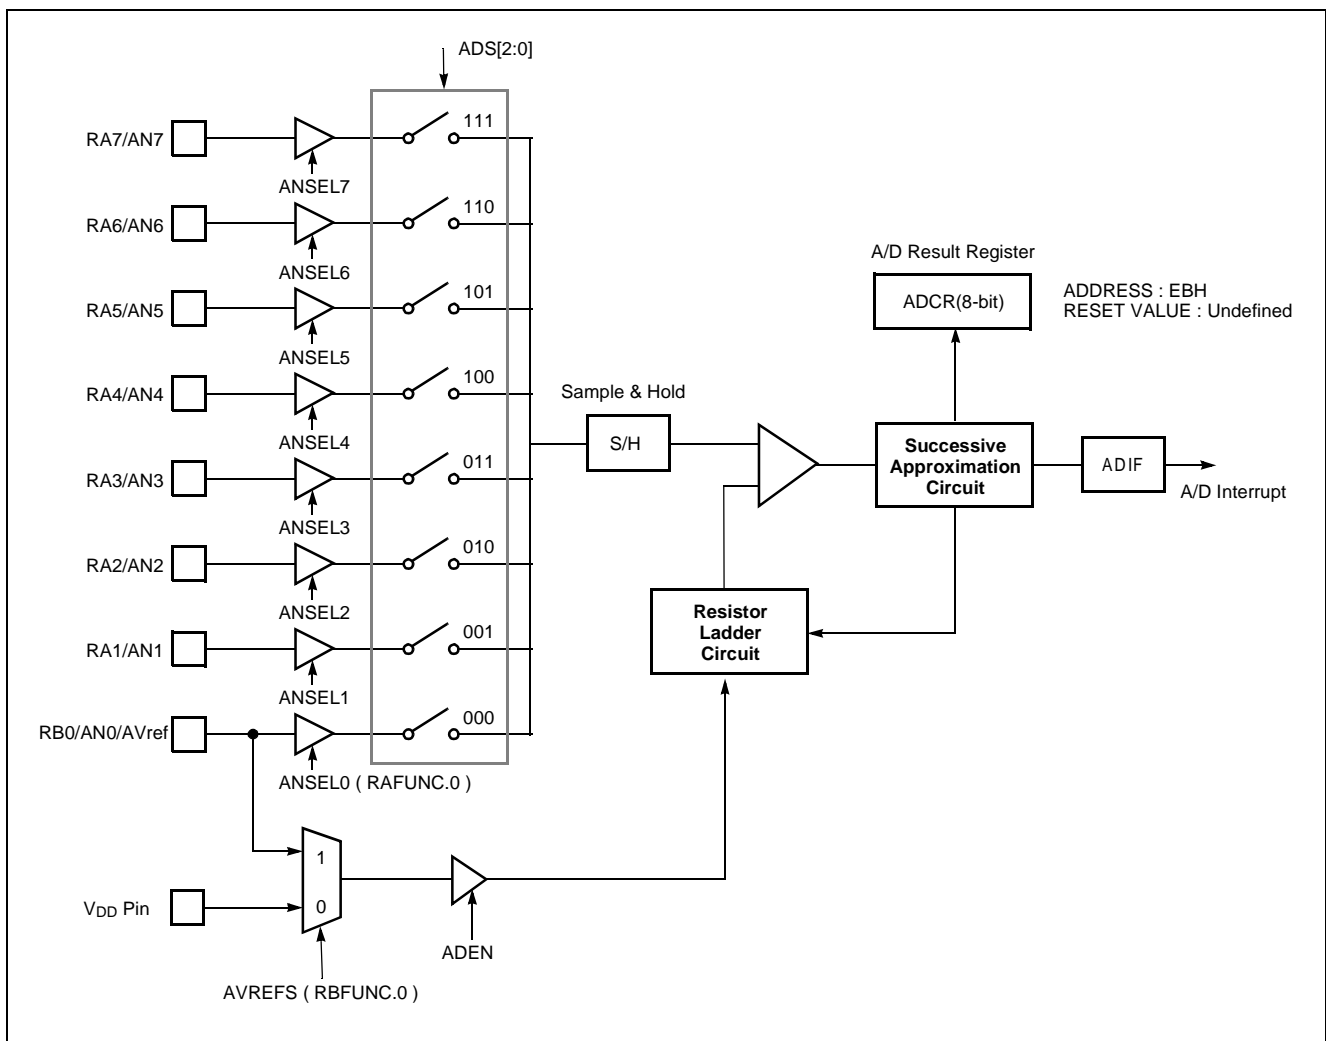 ADS[2:0]
RA7/AN7
111
ANSEL7
RA6/AN6
110
ANSEL6
RA5/AN5
101
ANSEL5
RA4/AN4
100
ANSEL4
RA3/AN3
011
ANSEL3
RA2/AN2
010
ANSEL2
RA1/AN1
001
ANSEL1
RB0/AN0/AVref
000
ANSEL0 ( RAFUNC.0 )
Sample & Hold
S/H
A/D Result Register
ADCR(8-bit)
ADDRESS : EBH
RESET VALUE : Undefined
Successive
Approximation
Circuit
ADIF
A/D Interrupt
Resistor
Ladder
Circuit
1
0
VDD Pin
ADEN
AVREFS ( RBFUNC.0 )